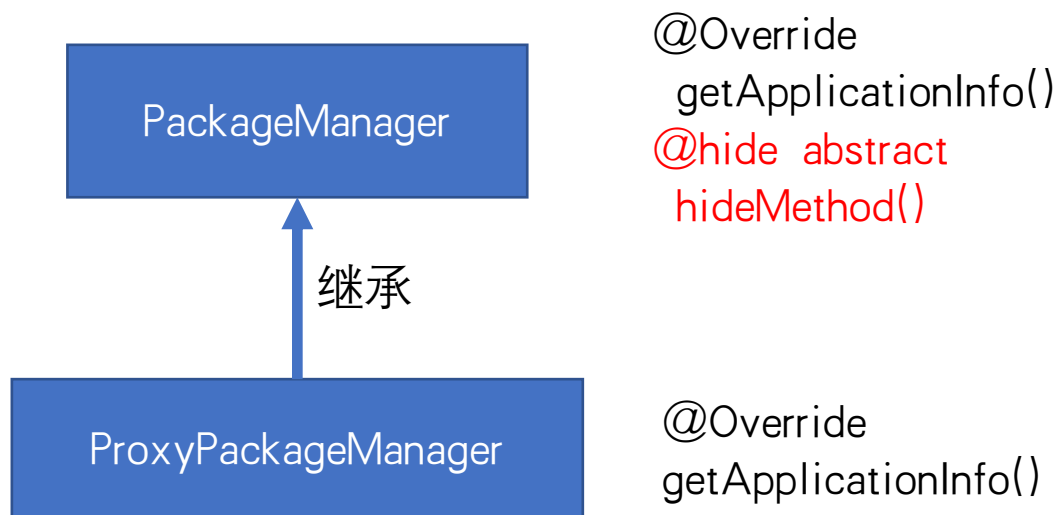 PackageManager
@Override
getApplicationInfo()
@hide abstract
hideMethod()
继承
ProxyPackageManager
@Override
getApplicationInfo()